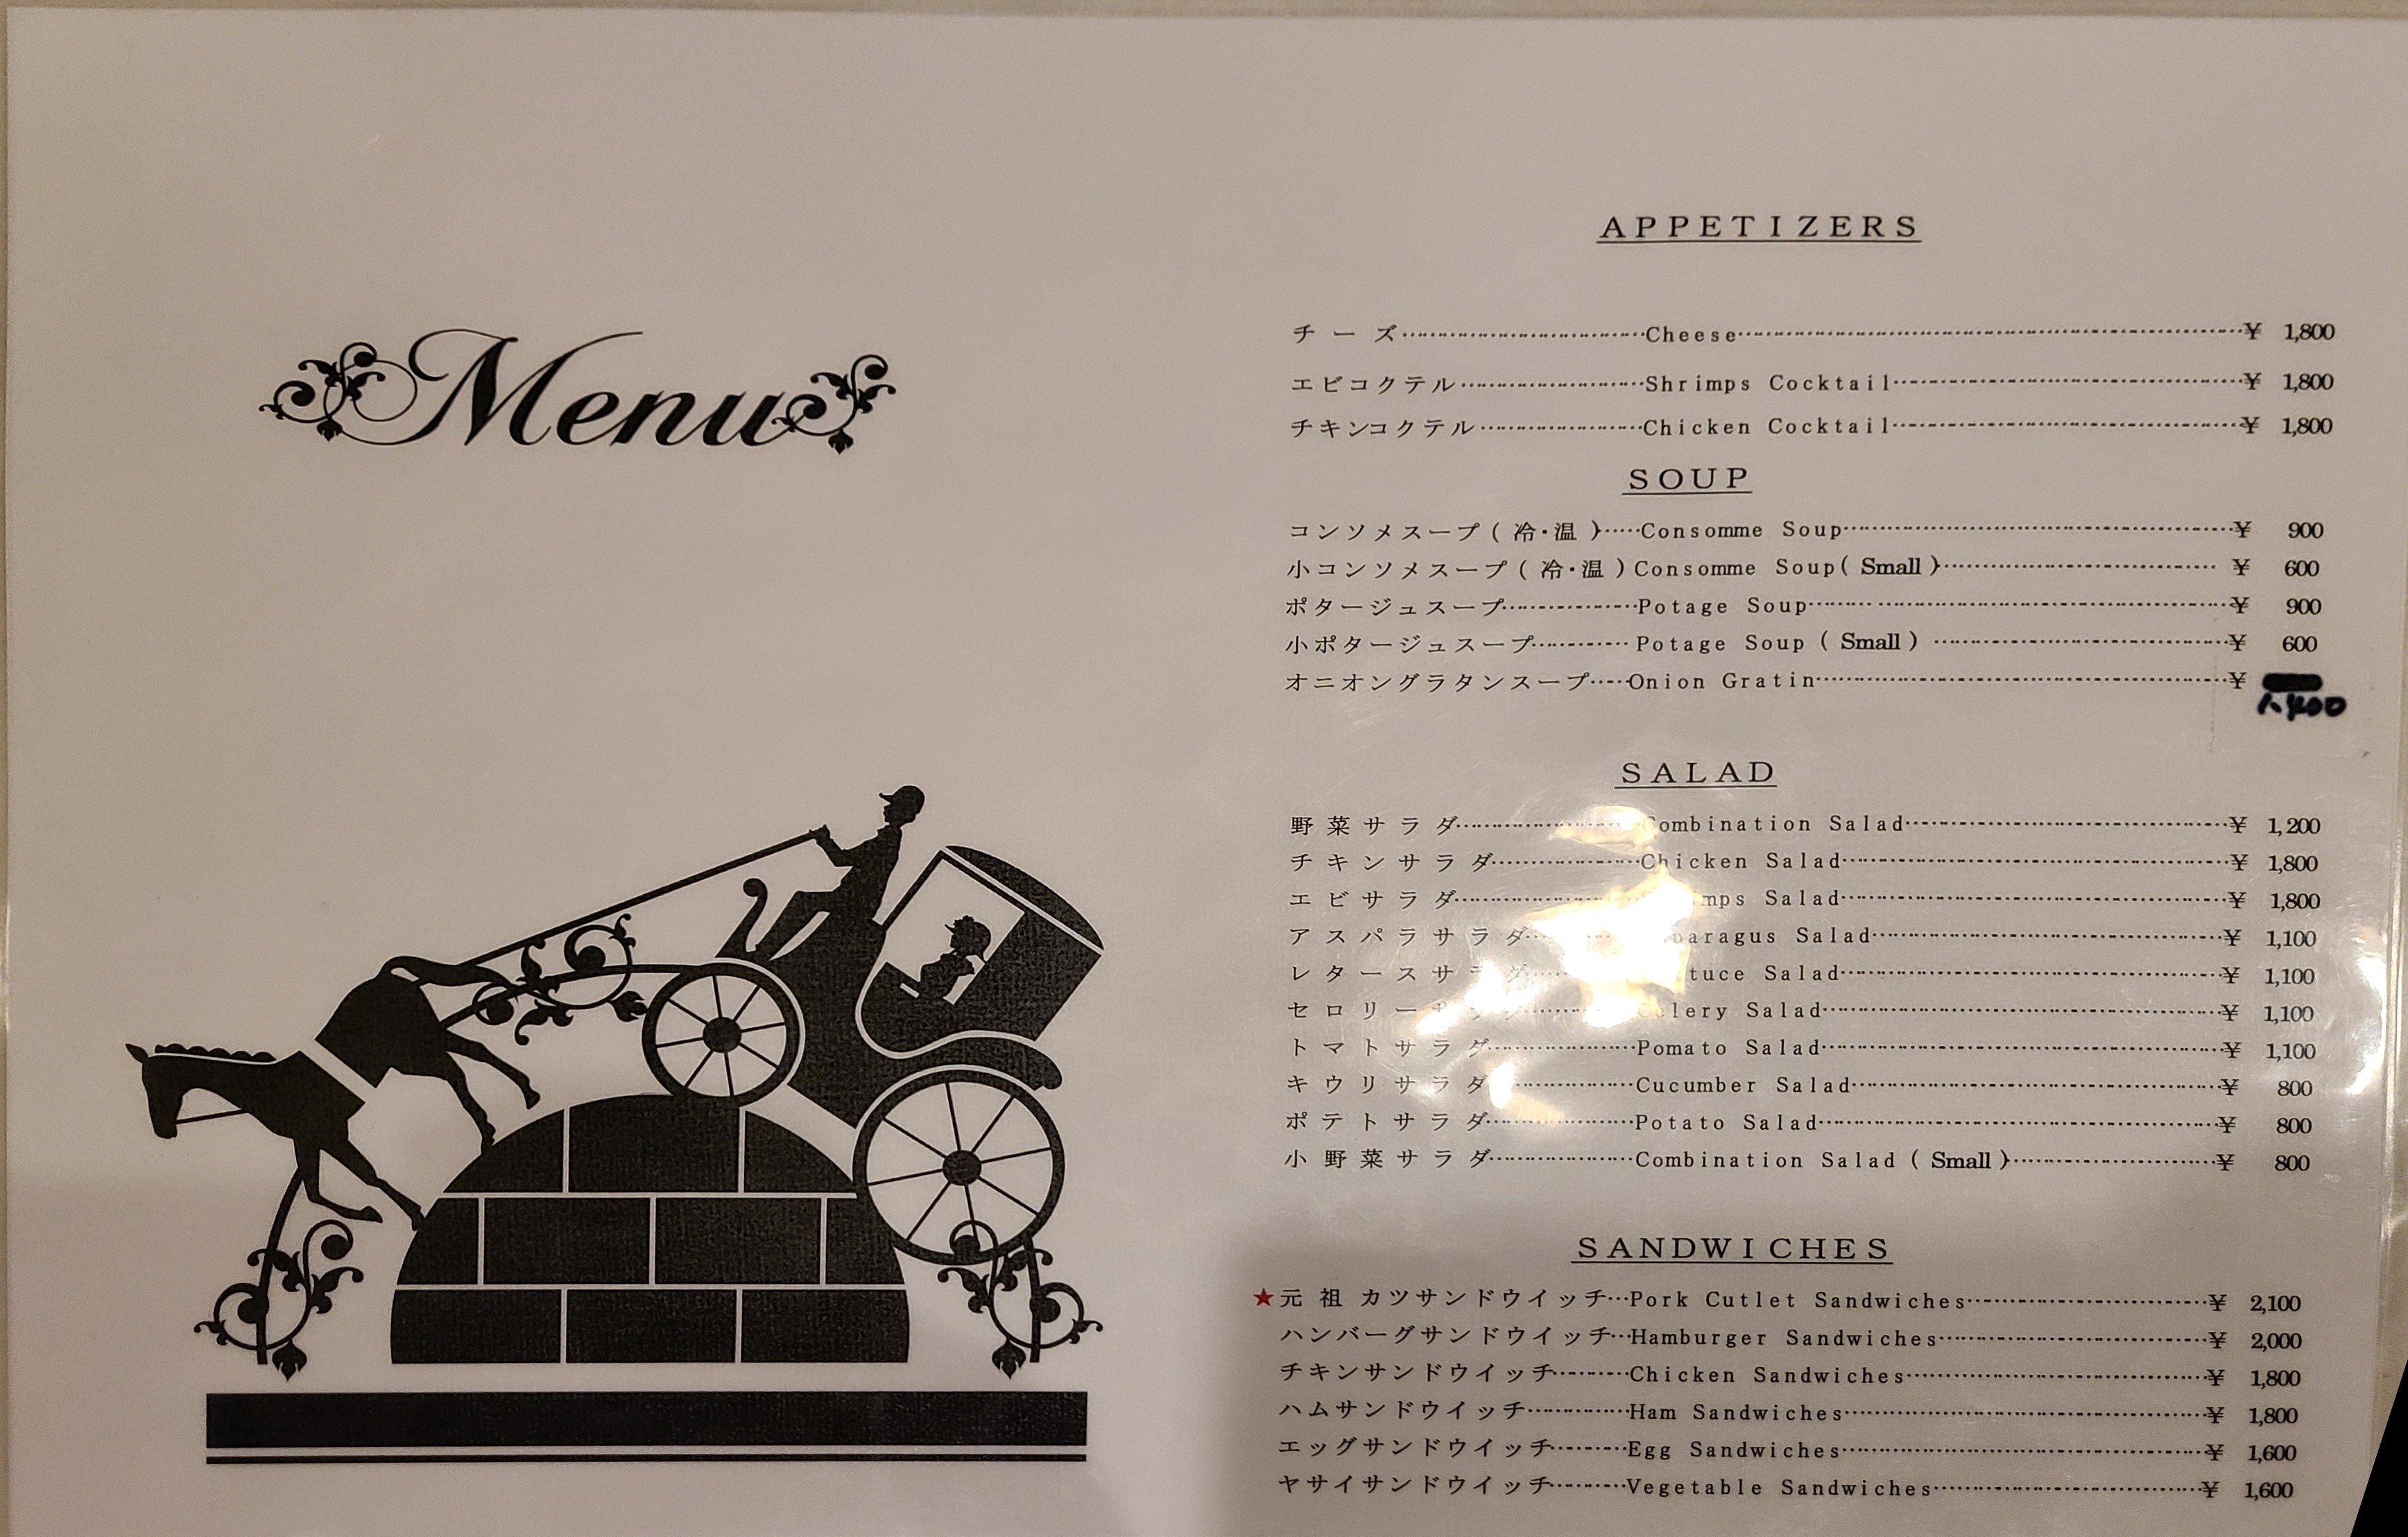 Menu
APPETIZERS
チーズ Cheese ¥ 1,800
エビコクテル Shrimps Cocktail ¥ 1,800
チキンコクテル Chicken Cocktail ¥ 1,800
SOUP
コンソメスープ(冷・温) Consomme Soup ¥ 900
小コンソメスープ(冷・温) Consomme Soup(Small) ¥ 600
ポタージュスープ Potage Soup ¥ 900
小ポタージュスープ Potage Soup (Small) ¥ 600
オニオングラタンスープ Onion Gratin ¥
1,400
SALAD
野菜サラダ Combination Salad ¥ 1,200
チキンサラダ Chicken Salad ¥ 1,800
エビサラダ Salad ¥ 1,800
アスパラサラダ Asparagus Salad ¥ 1,100
レタースサラダ Lettuce Salad ¥ 1,100
セロリーサラダ Celery Salad ¥ 1,100
トマトサラダ Pomato Salad ¥ 1,100
キウリサラダ Cucumber Salad ¥ 800
ポテトサラダ Potato Salad ¥ 800
小野菜サラダ Combination Salad (Small) ¥ 800
SANDWICHES
★元祖 カツサンドウイッチ Pork Cutlet Sandwiches ¥ 2,100
ハンバーグサンドウイッチ Hamburger Sandwiches ¥ 2,000
チキンサンドウイッチ Chicken Sandwiches ¥ 1,800
ハムサンドウイッチ Ham Sandwiches ¥ 1,800
エッグサンドウイッチ Egg Sandwiches ¥ 1,600
ヤサイサンドウイッチ Vegetable Sandwiches ¥ 1,600